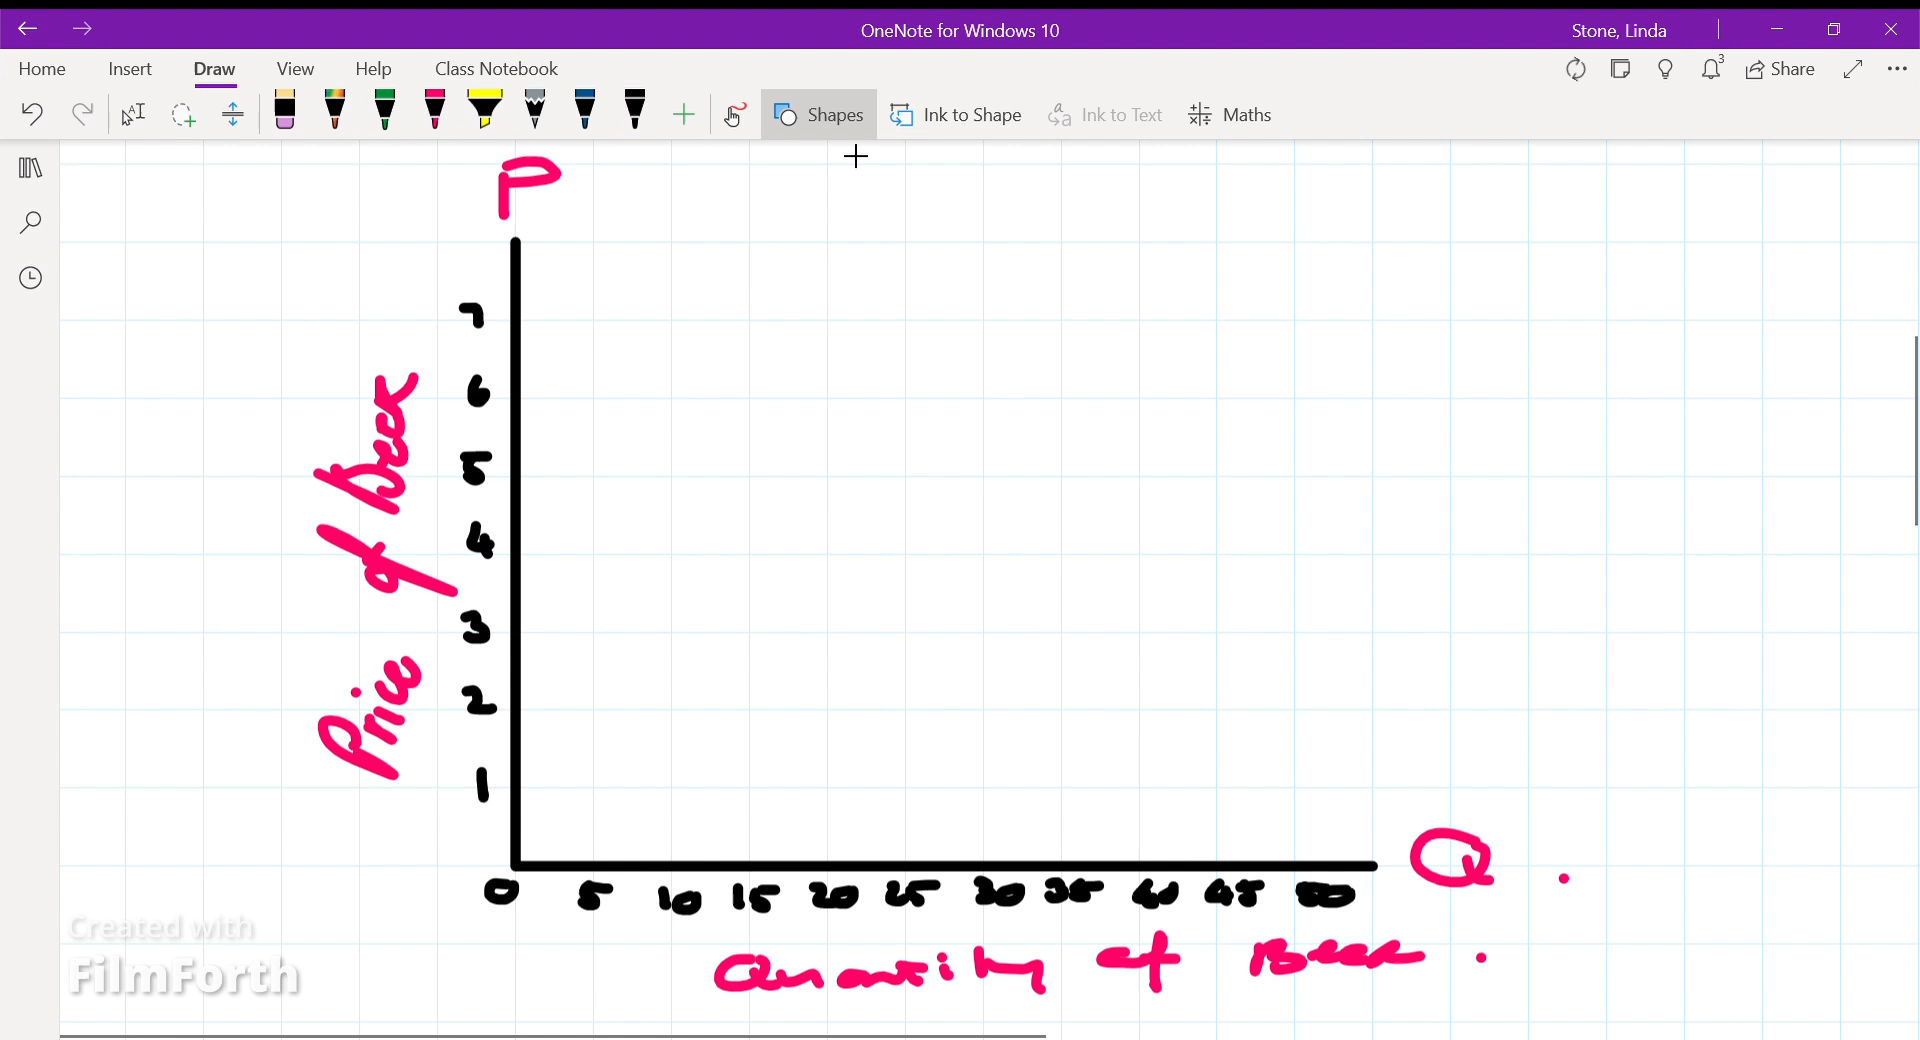 OneNote for Windows 10
Stone, Linda
Home Insert Draw View Help Class Notebook
3
Share
Shapes Ink to Shape Ink to Text Maths
P
7
6
5
4
3
2
1
Price of Beer
Q.
0 5 10 15 20 25 30 35 40 45 50
Quantity of Beer.
Created with
FilmForth